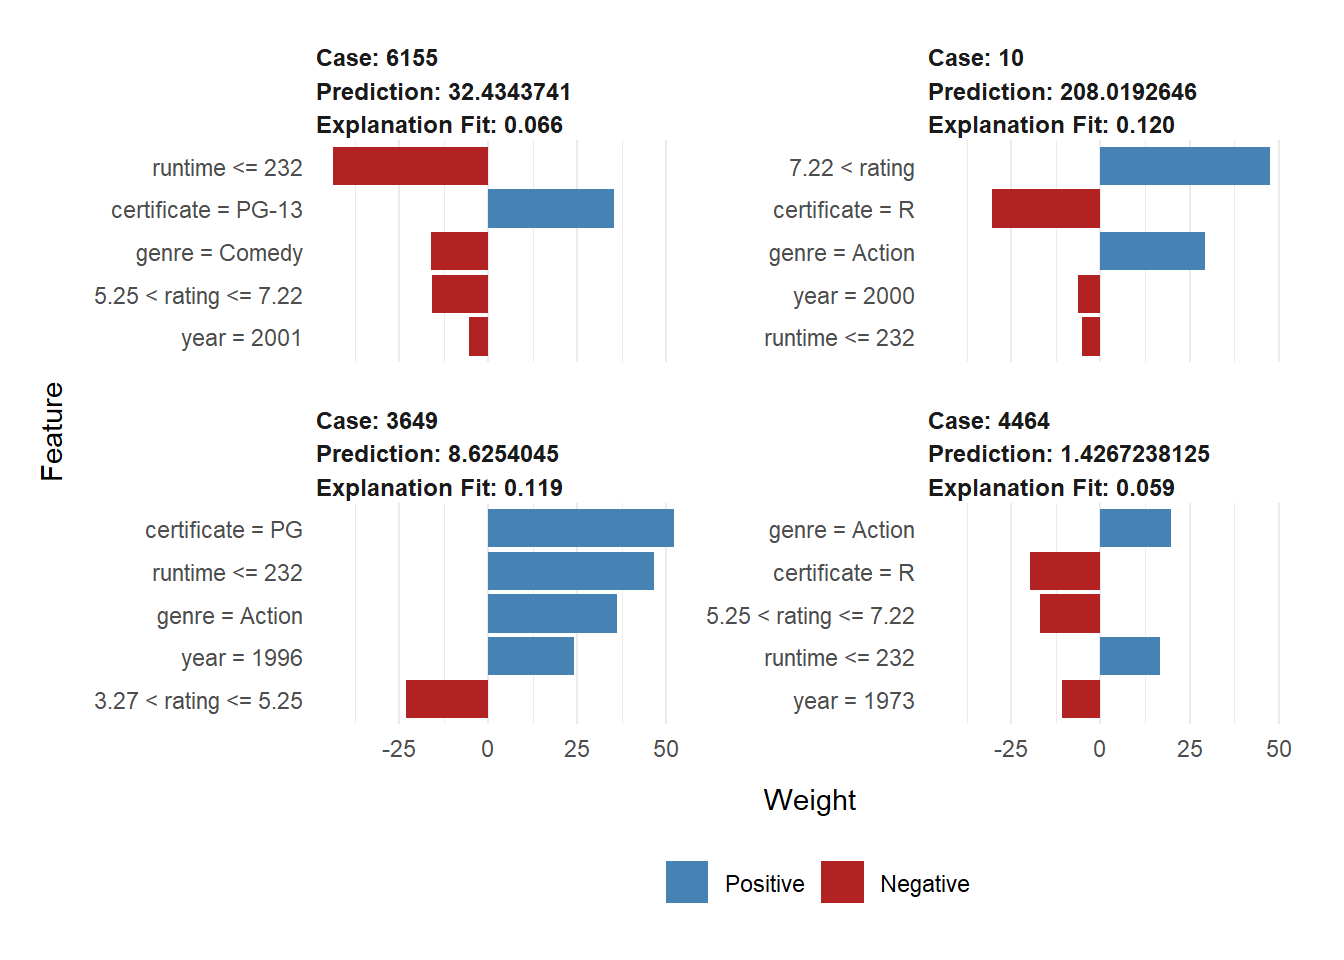 Case: 6155
Prediction: 32.4343741
Explanation Fit: 0.066
runtime <= 232
certificate = PG-13
genre = Comedy
5.25 < rating <= 7.22
year = 2001
Case: 10
Prediction: 208.0192646
Explanation Fit: 0.120
7.22 < rating
certificate = R
genre = Action
year = 2000
runtime <= 232
Feature
Case: 3649
Prediction: 8.6254045
Explanation Fit: 0.119
certificate = PG
runtime <= 232
genre = Action
year = 1996
3.27 < rating <= 5.25
-25 0 25 50
Case: 4464
Prediction: 1.4267238125
Explanation Fit: 0.059
genre = Action
certificate = R
5.25 < rating <= 7.22
runtime <= 232
year = 1973
-25 0 25 50
Weight
Positive Negative